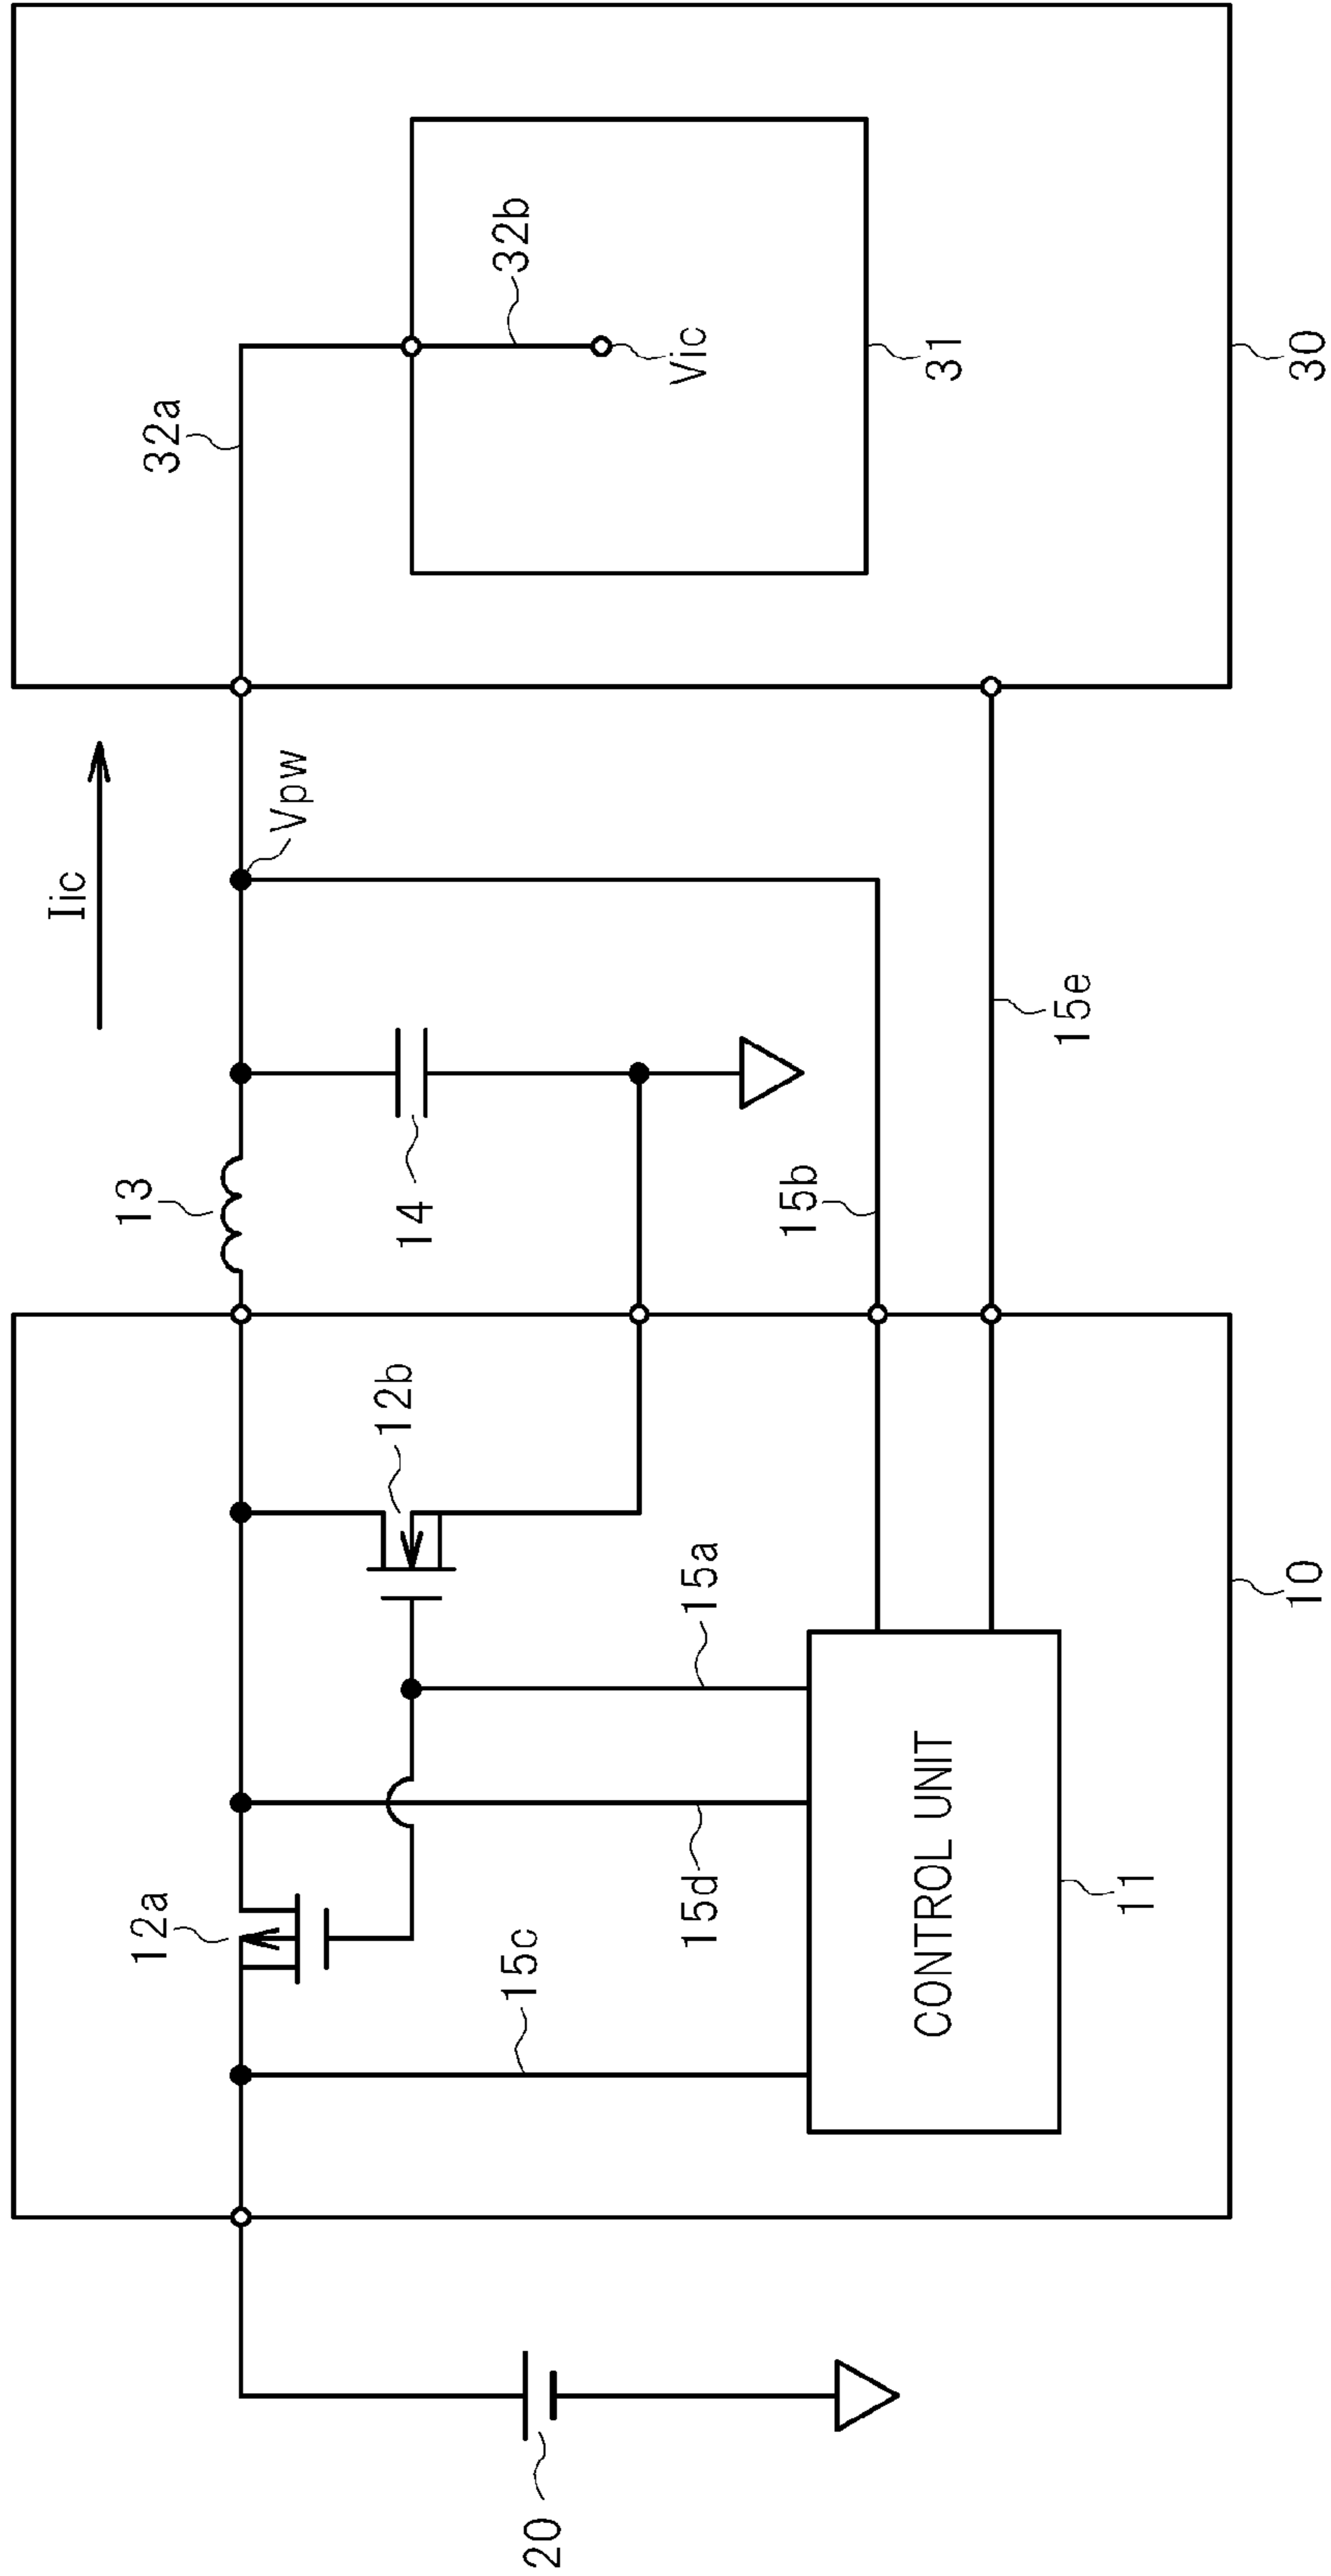 Iic
12a
13
32a
Vpw
12b
32b
15c
14
20
15d
15a
15b
Vic
CONTROL UNIT
31
15e
11
10
30